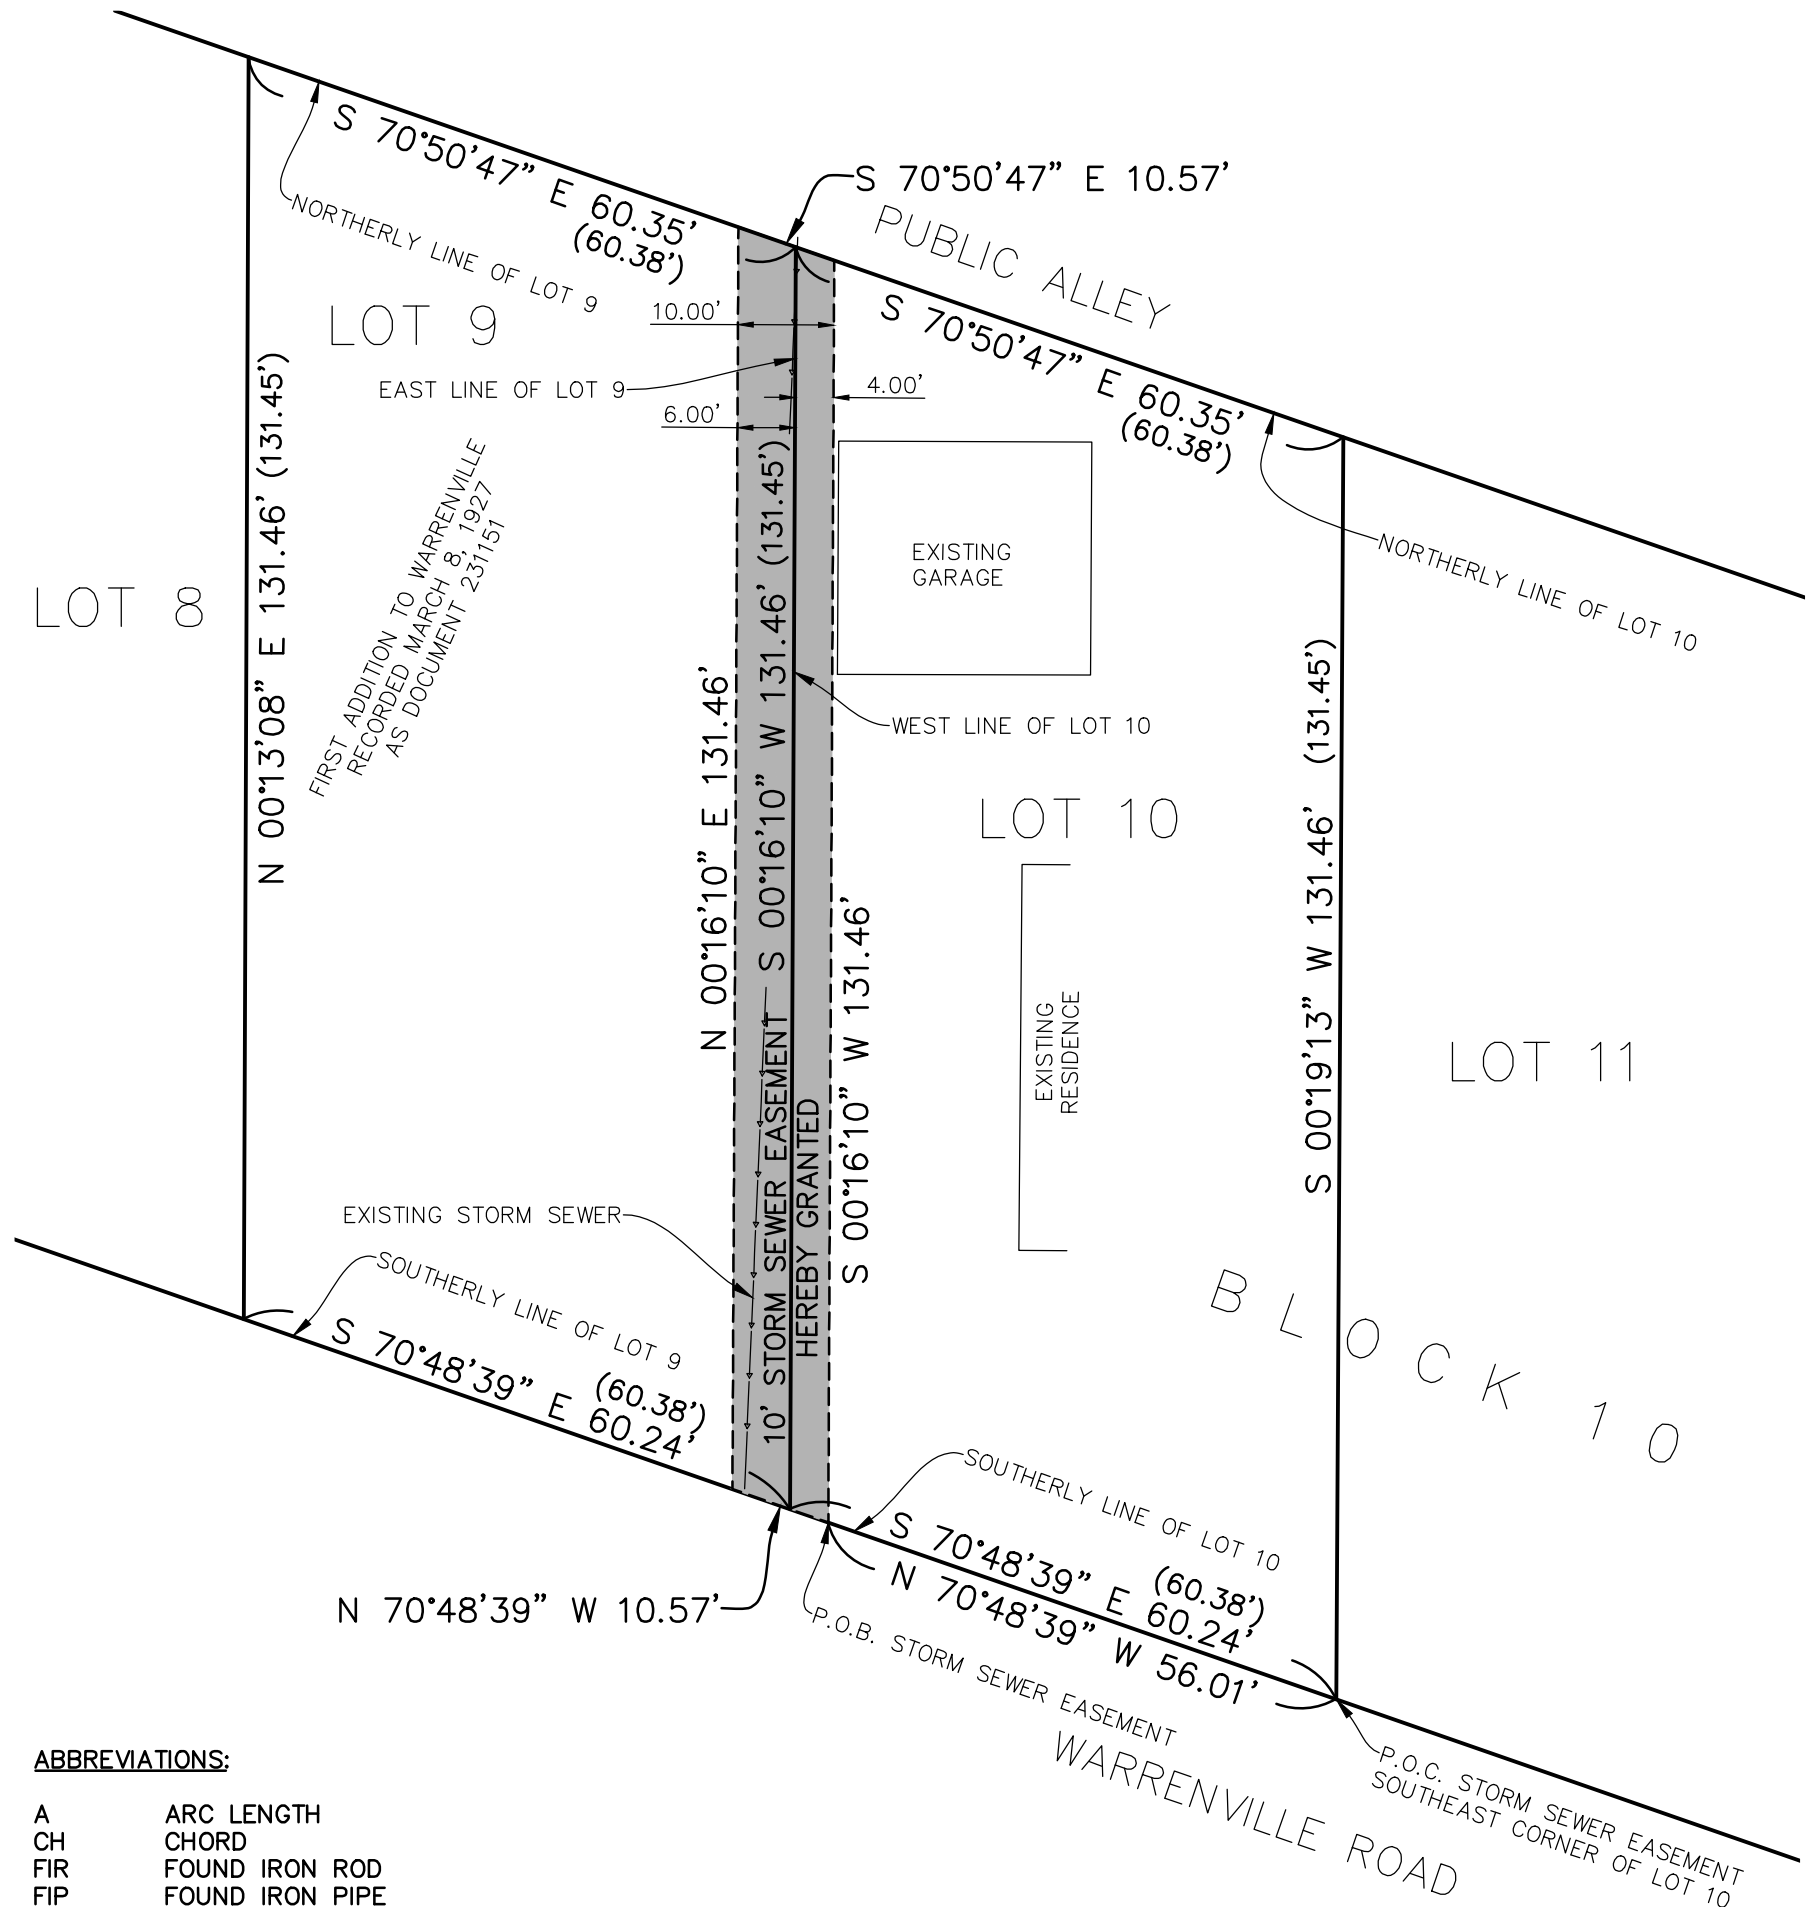 S 70°50'47" E 60.35'
(60.38')
S 70°50'47" E 10.57'
PUBLIC ALLEY
NORTHERLY LINE OF LOT 9
LOT 9
10.00'
EAST LINE OF LOT 9
4.00'
6.00'
S 70°50'47" E 60.35'
(60.38')
NORTHERLY LINE OF LOT 10
N 00°13'08" E 131.46' (131.45')
FIRST ADDITION TO WARRENVILLE
RECORDED MARCH 8, 1927
AS DOCUMENT 231151
LOT 8
EXISTING
GARAGE
N 00°16'10" E 131.46'
S 00°16'10" W 131.46' (131.45')
WEST LINE OF LOT 10
LOT 10
S 00°16'10" W 131.46'
EXISTING
RESIDENCE
S 00°19'13" W 131.46' (131.45')
LOT 11
10' STORM SEWER EASEMENT
HEREBY GRANTED
EXISTING STORM SEWER
SOUTHERLY LINE OF LOT 9
S 70°48'39" E 60.24'
(60.38')
BLOCK 10
SOUTHERLY LINE OF LOT 10
S 70°48'39" E 60.24'
(60.38')
N 70°48'39" W 56.01'
N 70°48'39" W 10.57'
P.O.B. STORM SEWER EASEMENT
WARRENVILLE ROAD
P.O.C. STORM SEWER EASEMENT
SOUTHEAST CORNER OF LOT 10
ABBREVIATIONS:
A ARC LENGTH
CH CHORD
FIR FOUND IRON ROD
FIP FOUND IRON PIPE